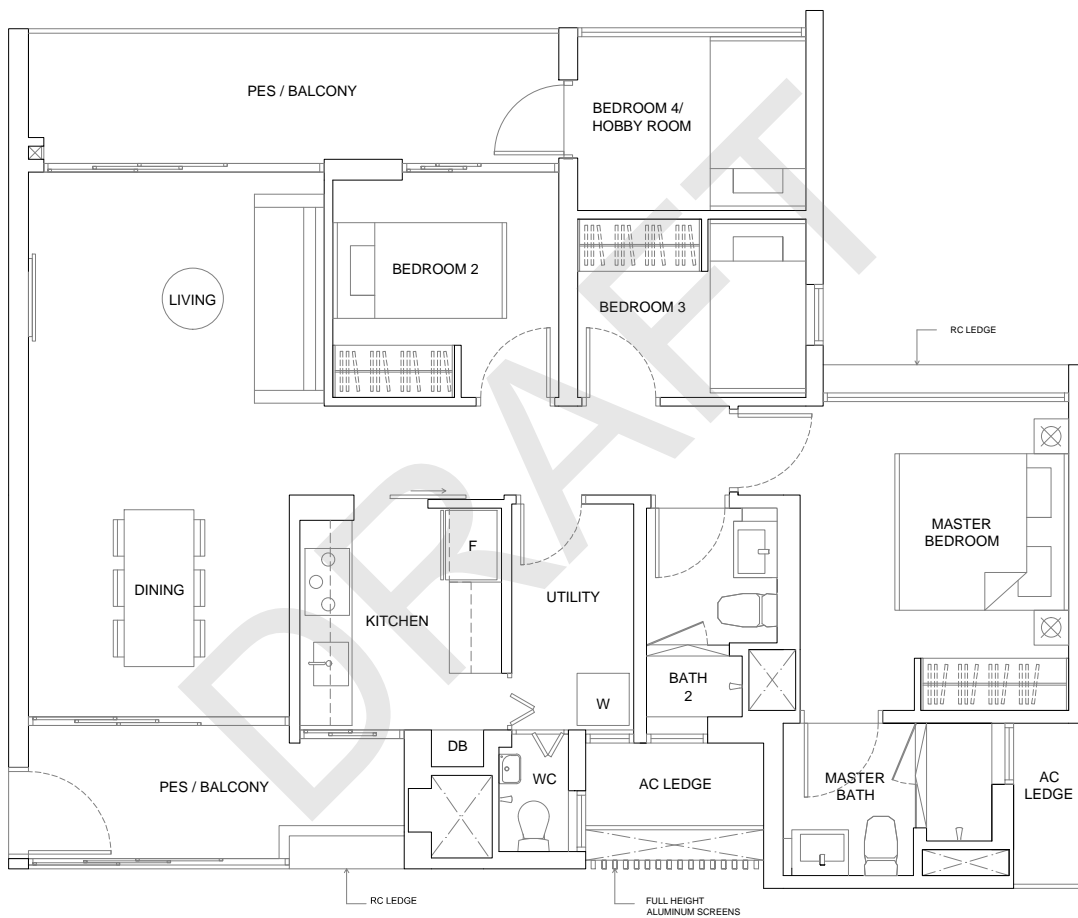 PES / BALCONY
BEDROOM 4/
HOBBY ROOM
BEDROOM 2
LIVING
BEDROOM 3
RC LEDGE
DRAFT
MASTER
BEDROOM
F
DINING
UTILITY
KITCHEN
BATH
2
W
DB
WC
PES / BALCONY
AC LEDGE
MASTER
BATH
AC
LEDGE
RC LEDGE
FULL HEIGHT
ALUMINUM SCREENS